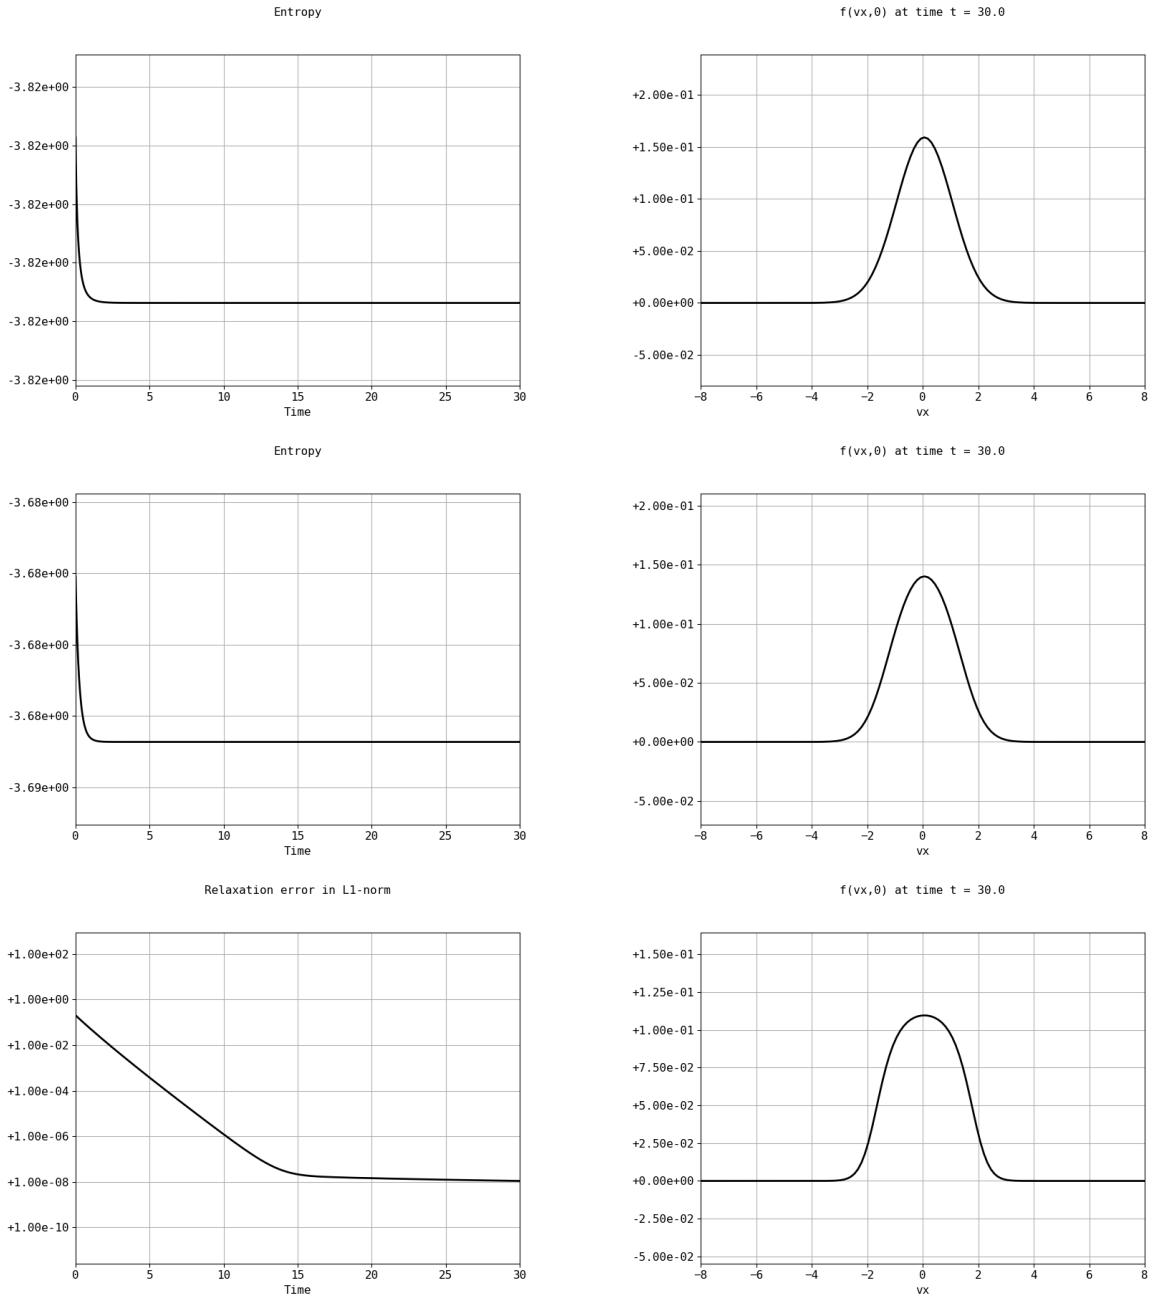 Entropy
-3.82e+00
-3.82e+00
-3.82e+00
-3.82e+00
-3.82e+00
-3.82e+00
0 5 10 15 20 25 30
Time
f(vx,0) at time t = 30.0
+2.00e-01
+1.50e-01
+1.00e-01
+5.00e-02
+0.00e+00
-5.00e-02
−8 −6 −4 −2 0 2 4 6 8
vx
Entropy
-3.68e+00
-3.68e+00
-3.68e+00
-3.68e+00
-3.69e+00
0 5 10 15 20 25 30
Time
f(vx,0) at time t = 30.0
+2.00e-01
+1.50e-01
+1.00e-01
+5.00e-02
+0.00e+00
-5.00e-02
−8 −6 −4 −2 0 2 4 6 8
vx
Relaxation error in L1-norm
+1.00e+02
+1.00e+00
+1.00e-02
+1.00e-04
+1.00e-06
+1.00e-08
+1.00e-10
0 5 10 15 20 25 30
Time
f(vx,0) at time t = 30.0
+1.50e-01
+1.25e-01
+1.00e-01
+7.50e-02
+5.00e-02
+2.50e-02
+0.00e+00
-2.50e-02
-5.00e-02
−8 −6 −4 −2 0 2 4 6 8
vx